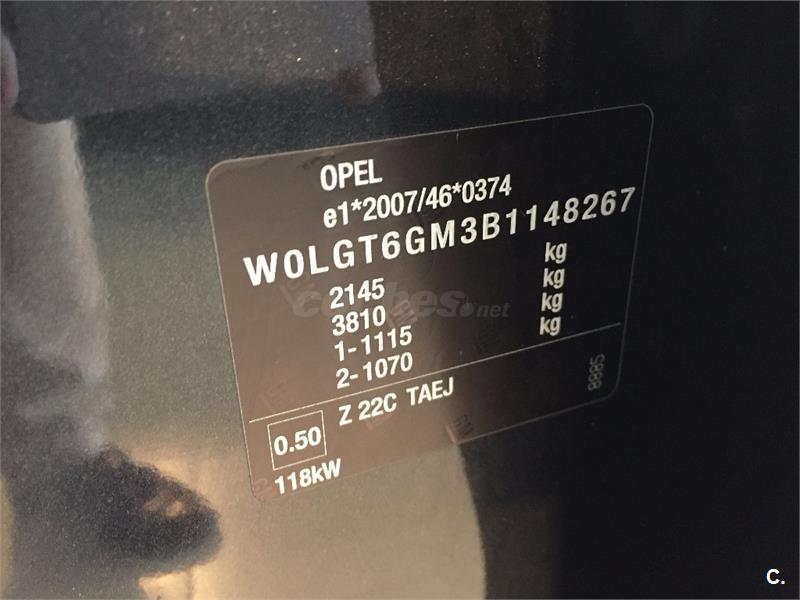 OPEL
e1*2007/46*0374
W0LGT6GM3B1148267
2145 kg
3810 kg
1-1115 kg
2-1070 kg
Z 22C TAEJ
0.50
118kW
coches.net
C.